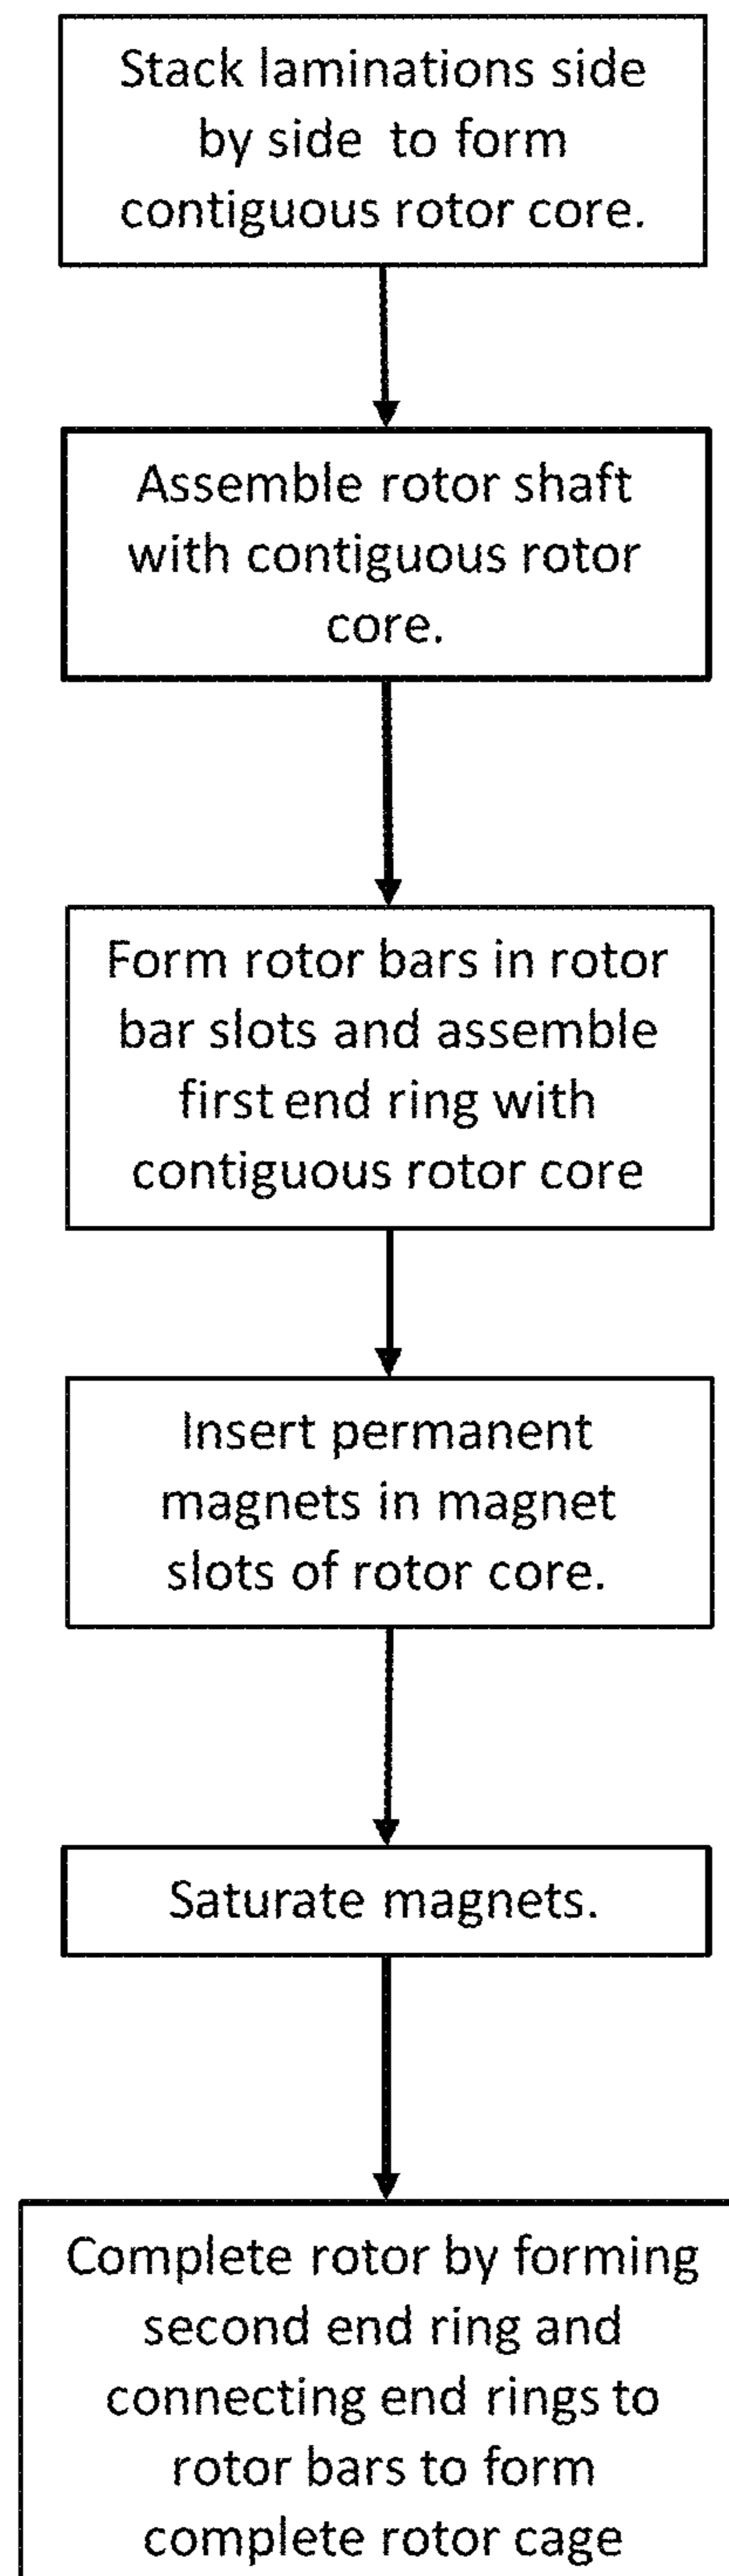 Stack laminations side
by side to form
contiguous rotor core.
Assemble rotor shaft
with contiguous rotor
core.
Form rotor bars in rotor
bar slots and assemble
first end ring with
contiguous rotor core
Insert permanent
magnets in magnet
slots of rotor core.
Saturate magnets.
Complete rotor by forming
second end ring and
connecting end rings to
rotor bars to form
complete rotor cage